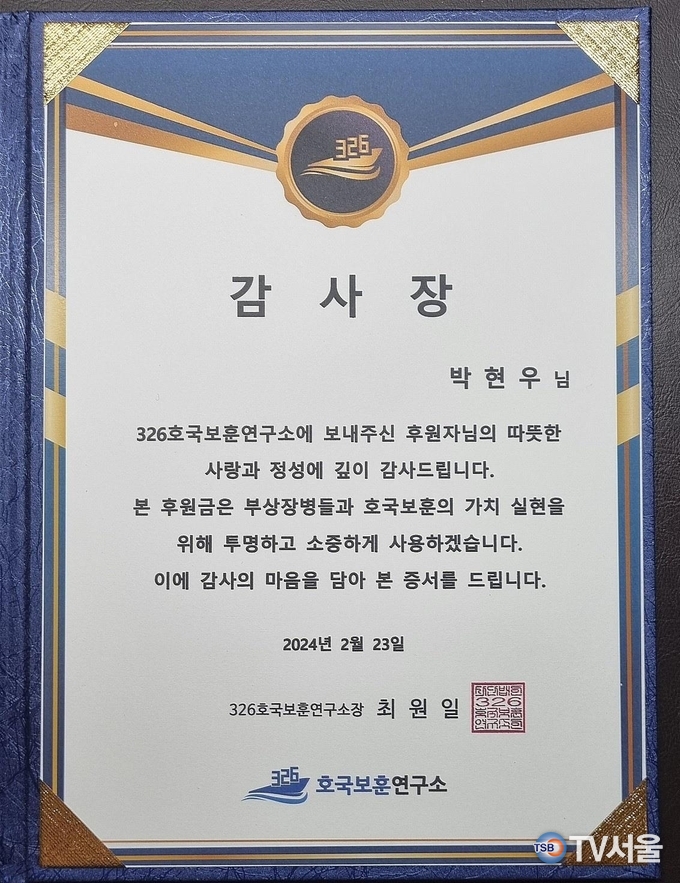 326
감 사 장
박 현 우 님
326호국보훈연구소에 보내주신 후원자님의 따뜻한
사랑과 정성에 깊이 감사드립니다.
본 후원금은 부상장병들과 호국보훈의 가치 실현을
위해 투명하고 소중하게 사용하겠습니다.
이에 감사의 마음을 담아 본 증서를 드립니다.
2024년 2월 23일
326호국보훈연구소장 최 원 일
326
326 호국보훈연구소
TSB TV서울